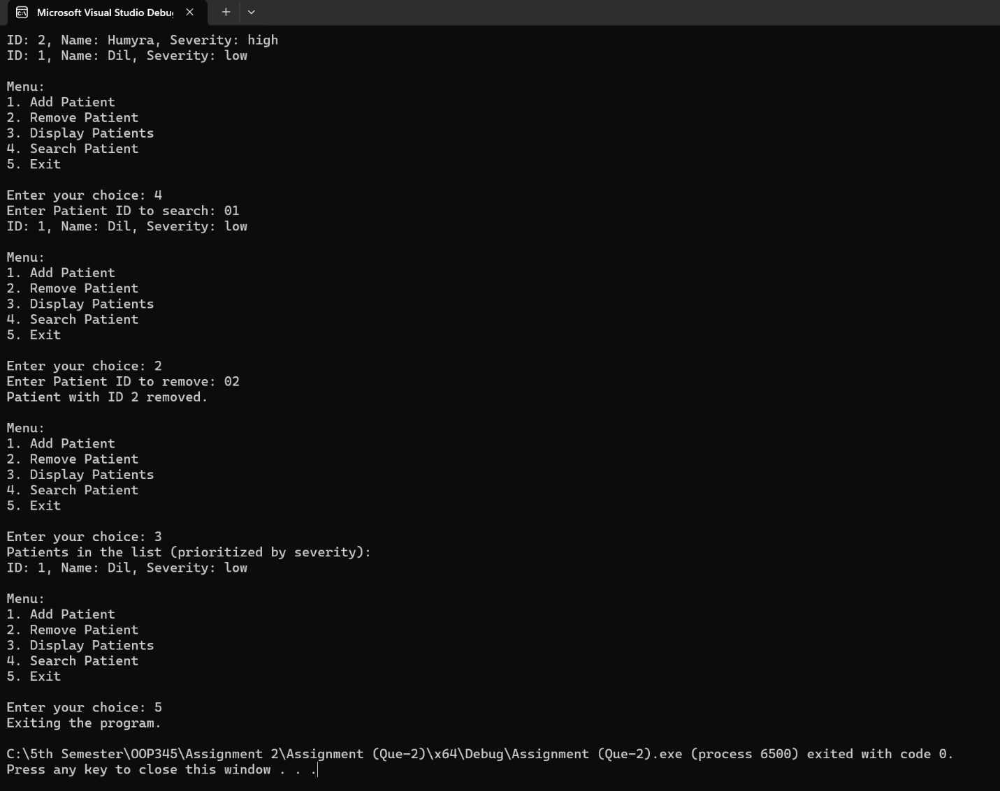 Microsoft Visual Studio Debu
ID: 2, Name: Humyra, Severity: high
ID: 1, Name: Dil, Severity: low

Menu:
1. Add Patient
2. Remove Patient
3. Display Patients
4. Search Patient
5. Exit

Enter your choice: 4
Enter Patient ID to search: 01
ID: 1, Name: Dil, Severity: low

Menu:
1. Add Patient
2. Remove Patient
3. Display Patients
4. Search Patient
5. Exit

Enter your choice: 2
Enter Patient ID to remove: 02
Patient with ID 2 removed.

Menu:
1. Add Patient
2. Remove Patient
3. Display Patients
4. Search Patient
5. Exit

Enter your choice: 3
Patients in the list (prioritized by severity):
ID: 1, Name: Dil, Severity: low

Menu:
1. Add Patient
2. Remove Patient
3. Display Patients
4. Search Patient
5. Exit

Enter your choice: 5
Exiting the program.

C:\5th Semester\OOP345\Assignment 2\Assignment (Que-2)\x64\Debug\Assignment (Que-2).exe (process 6500) exited with code 0.
Press any key to close this window . . .